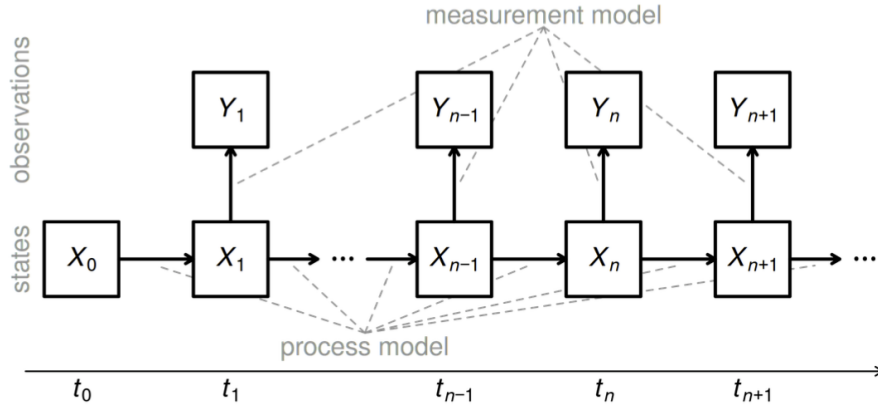 measurement model
observations
Y1 Yn−1 Yn Yn+1
states
X0 X1 ... Xn−1 Xn Xn+1 ...
process model
t0 t1 tn−1 tn tn+1